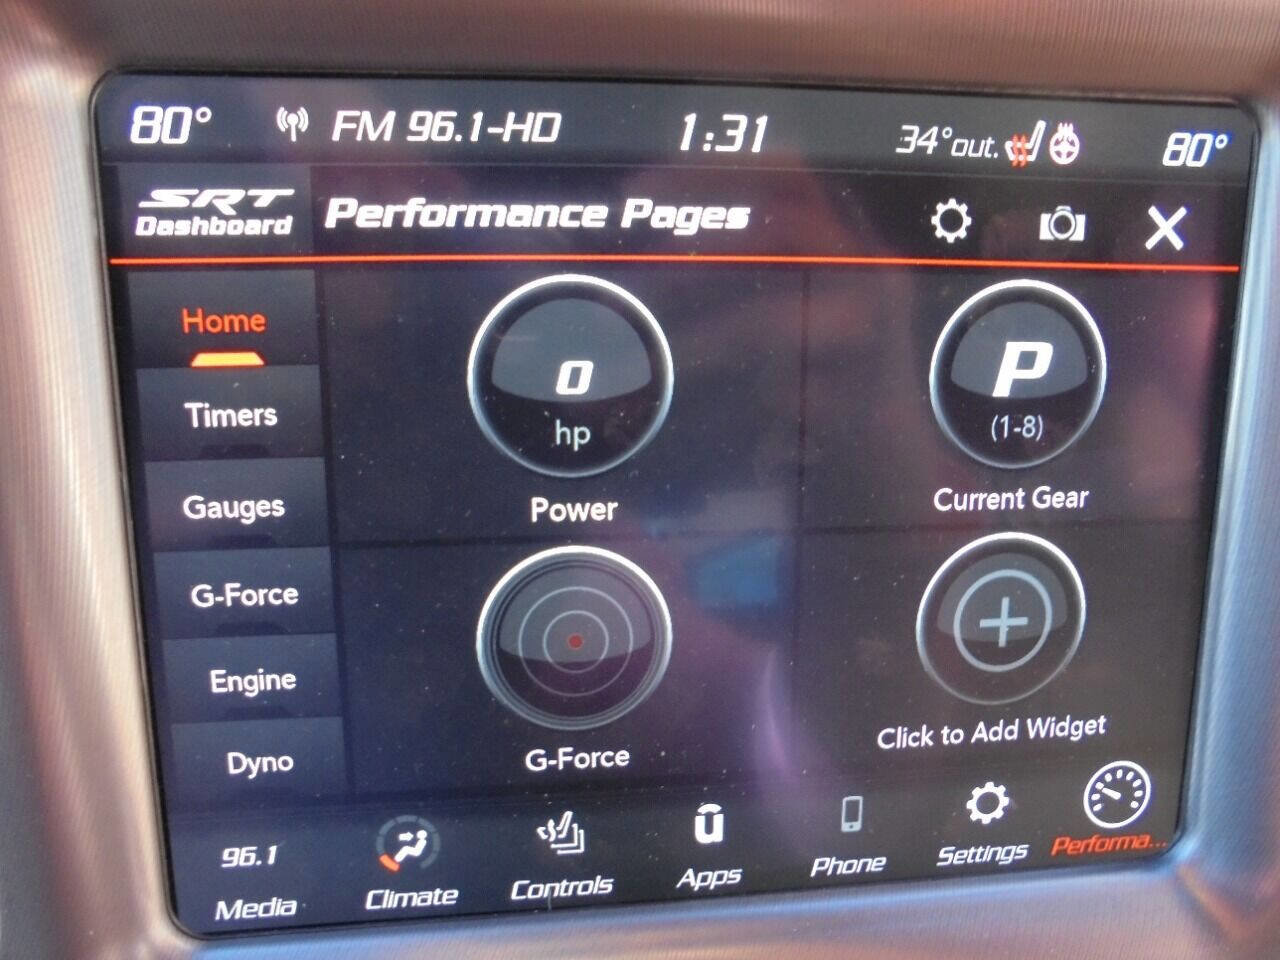 80° FM 96.1-HD 1:31 34°out. 80°
SRT
Dashboard
Performance Pages
Home
Timers
Gauges
G-Force
Engine
Dyno
0
hp
Power
P
(1-8)
Current Gear
G-Force
Click to Add Widget
96.1
Media
Climate
Controls
Apps
Phone
Settings
Performa...